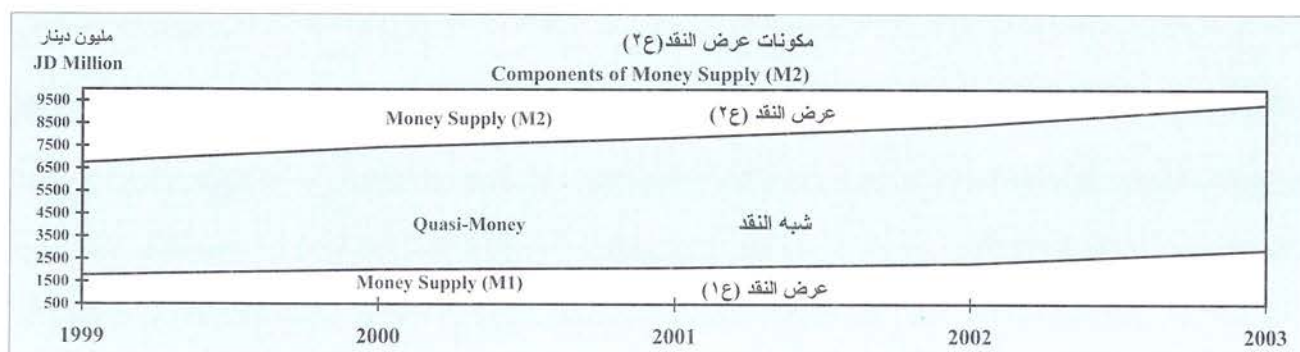 مليون دينار
JD Million
مكونات عرض النقد(ع٢)
Components of Money Supply (M2)
9500
8500
7500
6500
5500
4500
3500
2500
1500
500
Money Supply (M2) عرض النقد (ع٢)
Quasi-Money شبه النقد
Money Supply (M1) عرض النقد (ع١)
1999 2000 2001 2002 2003